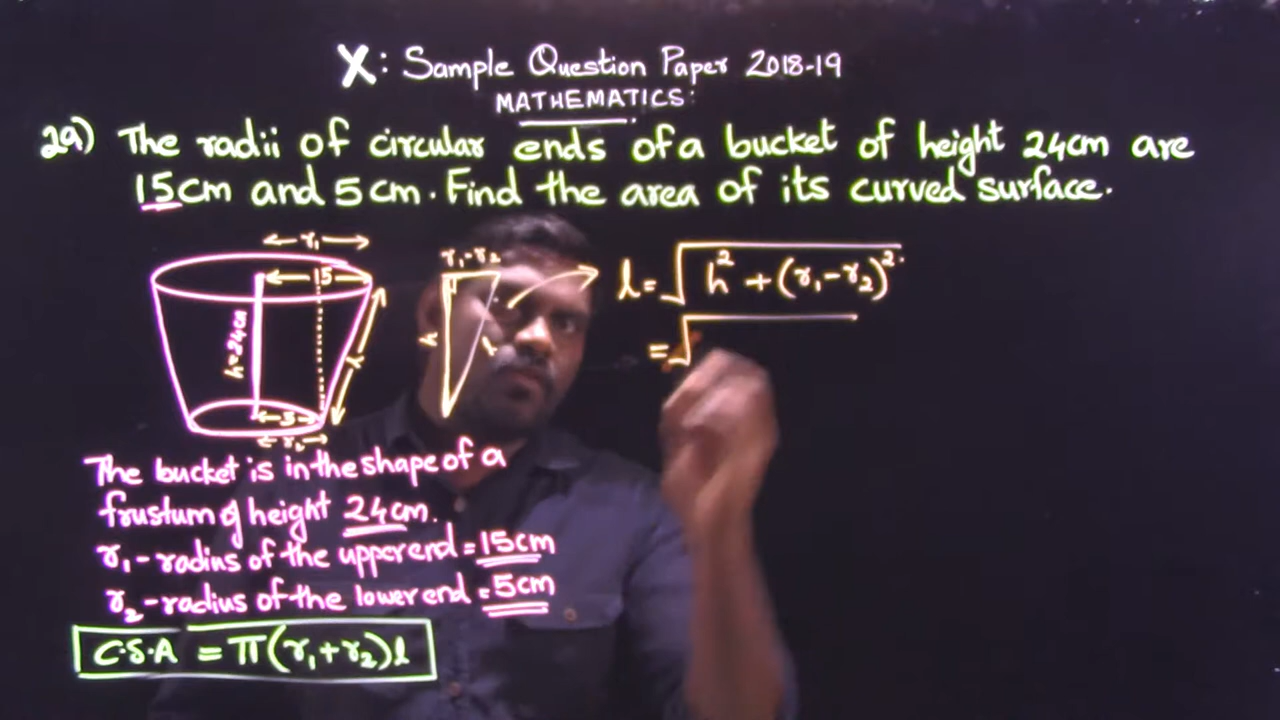 X: Sample Question Paper 2018-19
MATHEMATICS:
29) The radii of circular ends of a bucket of height 24cm are
15cm and 5cm. Find the area of its curved surface.
r₁
15
h=24cm
l
5
r₂
r₁-r₂
h
l
l = √h² + (r₁-r₂)²
= √
The bucket is in the shape of a
frustum of height 24cm.
r₁ - radius of the upper end = 15cm
r₂ - radius of the lower end = 5cm
C.S.A = π(r₁+r₂)l